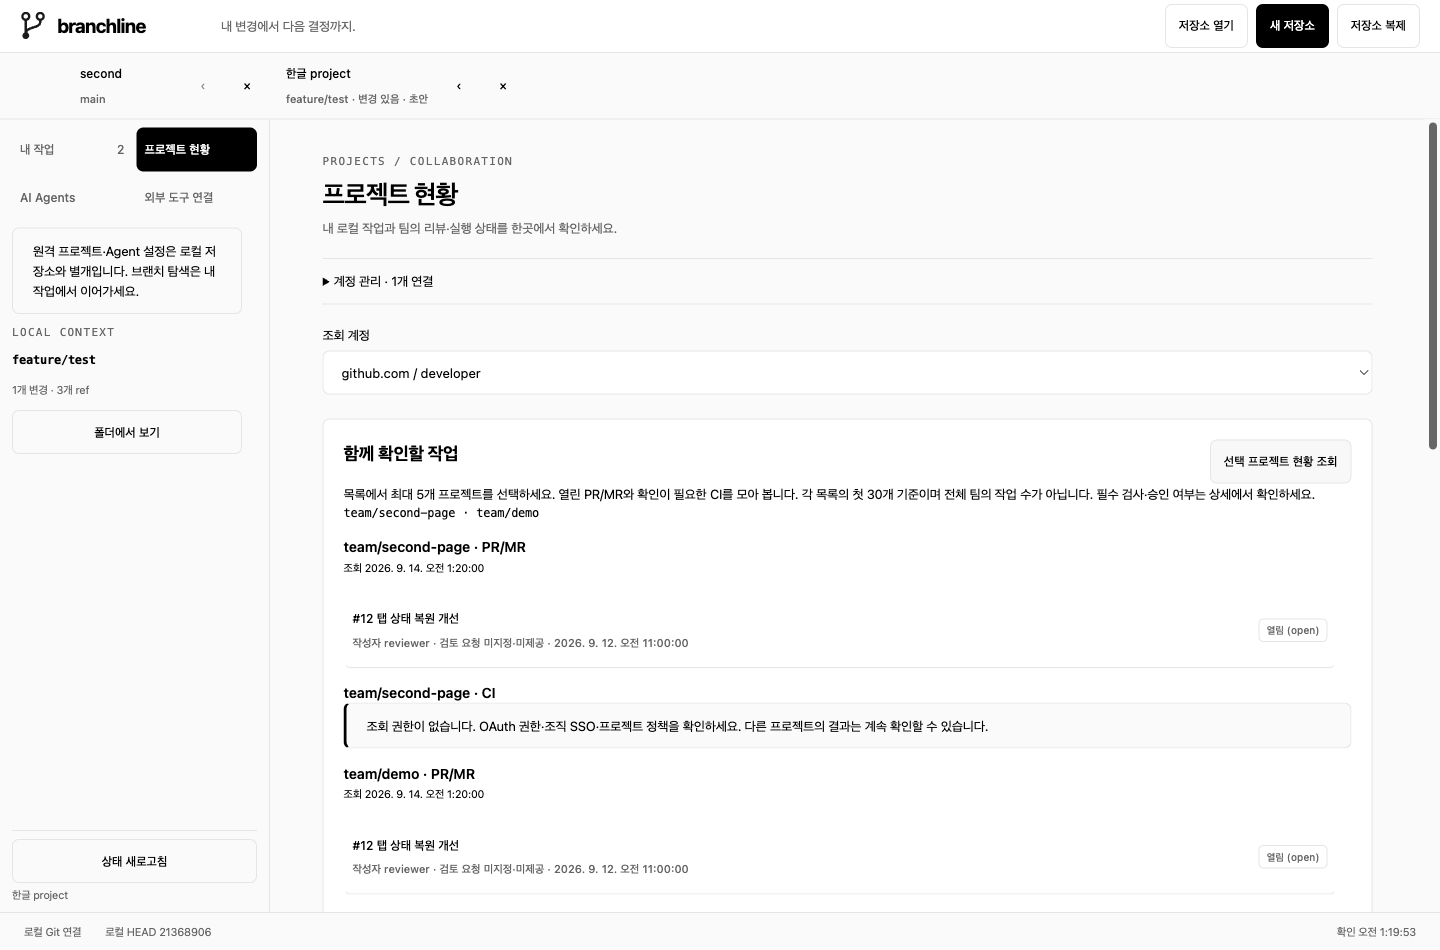 branchline
내 변경에서 다음 결정까지.
저장소 열기
새 저장소
저장소 복제
second
main
‹
×
한글 project
feature/test · 변경 있음 · 초안
‹
×
내 작업 2
프로젝트 현황
AI Agents
외부 도구 연결
원격 프로젝트·Agent 설정은 로컬 저
장소와 별개입니다. 브랜치 탐색은 내
작업에서 이어가세요.
LOCAL CONTEXT
feature/test
1개 변경 · 3개 ref
폴더에서 보기
상태 새로고침
한글 project
PROJECTS / COLLABORATION
프로젝트 현황
내 로컬 작업과 팀의 리뷰·실행 상태를 한곳에서 확인하세요.
▶ 계정 관리 · 1개 연결
조회 계정
github.com / developer
함께 확인할 작업
선택 프로젝트 현황 조회
목록에서 최대 5개 프로젝트를 선택하세요. 열린 PR/MR와 확인이 필요한 CI를 모아 봅니다. 각 목록의 첫 30개 기준이며 전체 팀의 작업 수가 아닙니다. 필수 검사·승인 여부는 상세에서 확인하세요.
team/second-page · team/demo
team/second-page · PR/MR
조회 2026. 9. 14. 오전 1:20:00
#12 탭 상태 복원 개선
작성자 reviewer · 검토 요청 미지정·미제공 · 2026. 9. 12. 오전 11:00:00
열림 (open)
team/second-page · CI
조회 권한이 없습니다. OAuth 권한·조직 SSO·프로젝트 정책을 확인하세요. 다른 프로젝트의 결과는 계속 확인할 수 있습니다.
team/demo · PR/MR
조회 2026. 9. 14. 오전 1:20:00
#12 탭 상태 복원 개선
작성자 reviewer · 검토 요청 미지정·미제공 · 2026. 9. 12. 오전 11:00:00
열림 (open)
로컬 Git 연결
로컬 HEAD 21368906
확인 오전 1:19:53